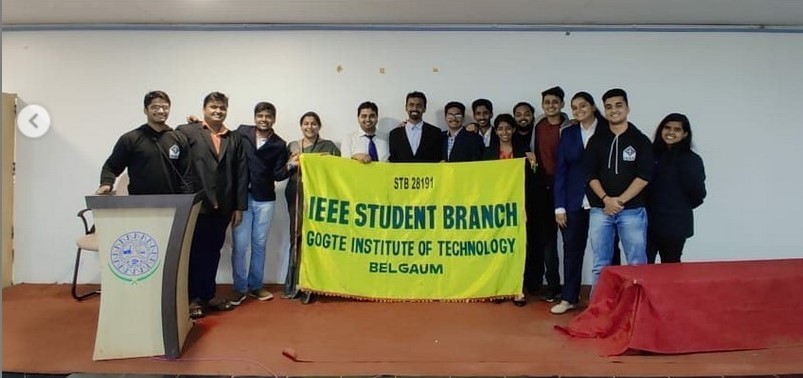 STB 28191
IEEE STUDENT BRANCH
GOGTE INSTITUTE OF TECHNOLOGY
BELGAUM